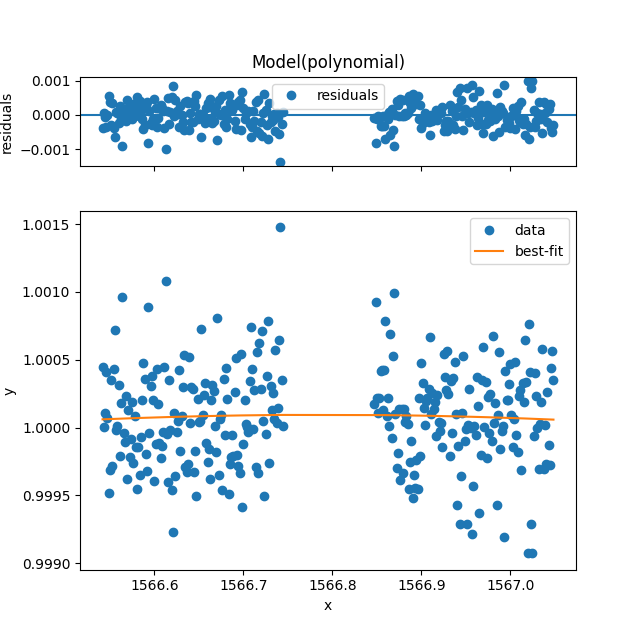 Model(polynomial)
0.001
0.000
−0.001
residuals
residuals
1.0015
1.0010
1.0005
1.0000
0.9995
0.9990
y
data
best-fit
1566.6
1566.7
1566.8
1566.9
1567.0
x